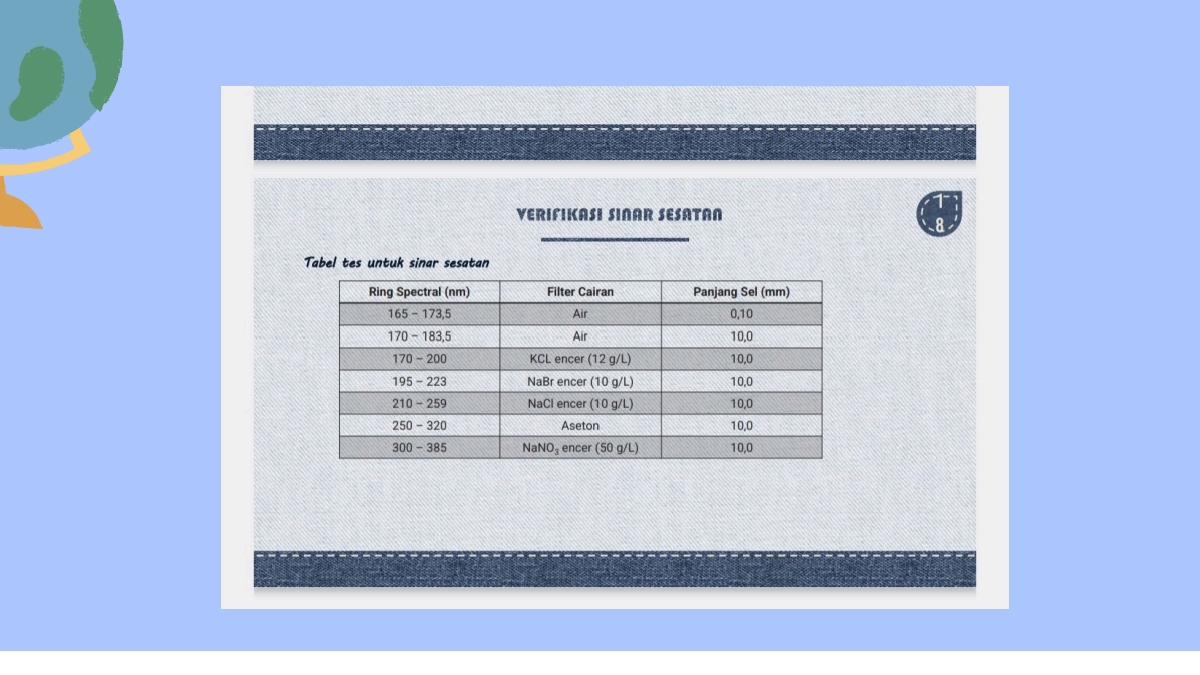 VERIFIKASI SINAR SESATAN
7
8
Tabel tes untuk sinar sesatan
Ring Spectral (nm) Filter Cairan Panjang Sel (mm)
165 – 173,5 Air 0,10
170 – 183,5 Air 10,0
170 – 200 KCL encer (12 g/L) 10,0
195 – 223 NaBr encer (10 g/L) 10,0
210 – 259 NaCl encer (10 g/L) 10,0
250 – 320 Aseton 10,0
300 – 385 NaNO₃ encer (50 g/L) 10,0